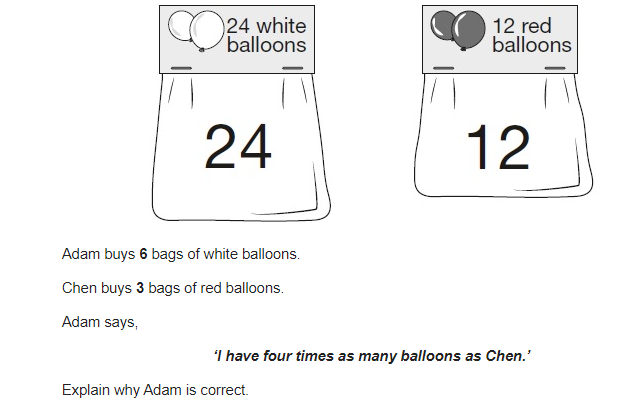 24 white
balloons
12 red
balloons
24
12
Adam buys 6 bags of white balloons.
Chen buys 3 bags of red balloons.
Adam says,
‘I have four times as many balloons as Chen.’
Explain why Adam is correct.